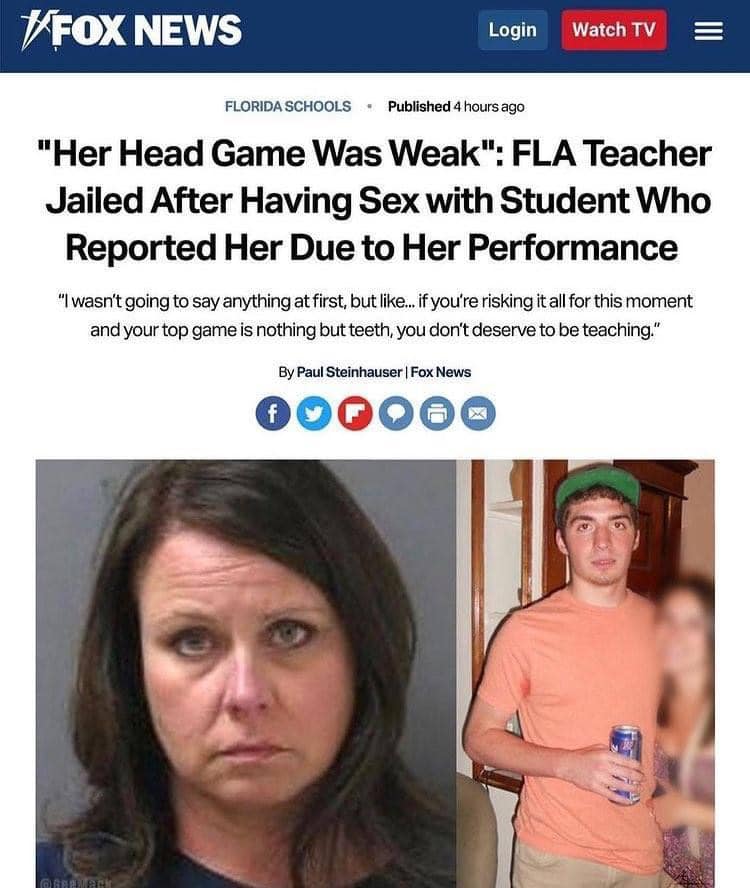 FOX NEWS
Login
Watch TV
FLORIDA SCHOOLS • Published 4 hours ago
"Her Head Game Was Weak": FLA Teacher
Jailed After Having Sex with Student Who
Reported Her Due to Her Performance
"I wasn't going to say anything at first, but like... if you're risking it all for this moment
and your top game is nothing but teeth, you don't deserve to be teaching."
By Paul Steinhauser | Fox News